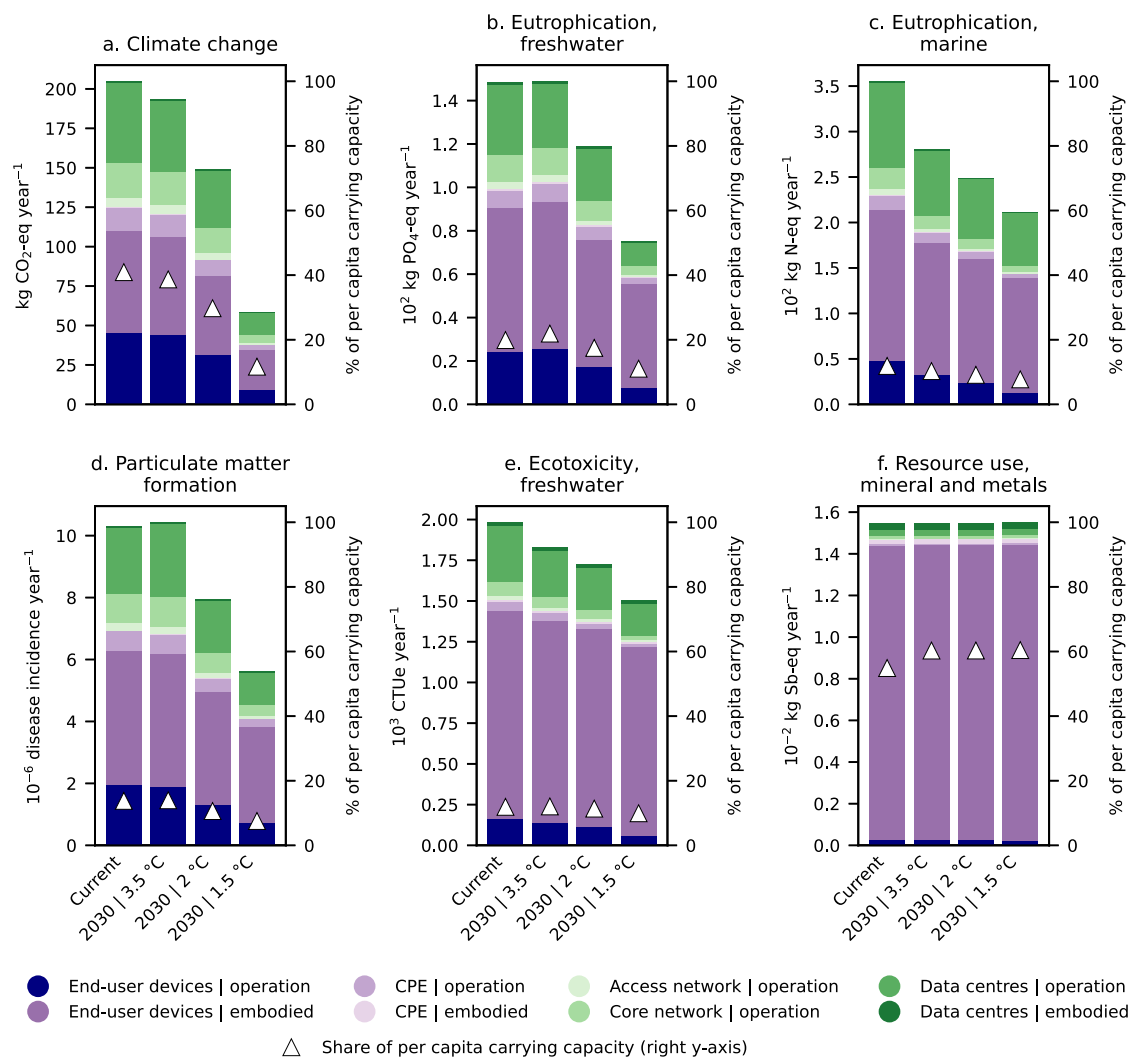 a. Climate change
kg CO₂-eq year⁻¹
200
175
150
125
100
75
50
25
0
100
80
60
40
20
0
% of per capita carrying capacity
b. Eutrophication,
freshwater
10² kg PO₄-eq year⁻¹
1.4
1.2
1.0
0.8
0.6
0.4
0.2
0.0
100
80
60
40
20
0
% of per capita carrying capacity
c. Eutrophication,
marine
10² kg N-eq year⁻¹
3.5
3.0
2.5
2.0
1.5
1.0
0.5
0.0
100
80
60
40
20
0
% of per capita carrying capacity
d. Particulate matter
formation
10⁻⁶ disease incidence year⁻¹
10
8
6
4
2
0
100
80
60
40
20
0
% of per capita carrying capacity
Current
2030 | 3.5 °C
2030 | 2 °C
2030 | 1.5 °C
e. Ecotoxicity,
freshwater
10³ CTUe year⁻¹
2.00
1.75
1.50
1.25
1.00
0.75
0.50
0.25
0.00
100
80
60
40
20
0
% of per capita carrying capacity
Current
2030 | 3.5 °C
2030 | 2 °C
2030 | 1.5 °C
f. Resource use,
mineral and metals
10⁻² kg Sb-eq year⁻¹
1.6
1.4
1.2
1.0
0.8
0.6
0.4
0.2
0.0
100
80
60
40
20
0
% of per capita carrying capacity
Current
2030 | 3.5 °C
2030 | 2 °C
2030 | 1.5 °C
End-user devices | operation
End-user devices | embodied
CPE | operation
CPE | embodied
Access network | operation
Core network | operation
Data centres | operation
Data centres | embodied
Share of per capita carrying capacity (right y-axis)